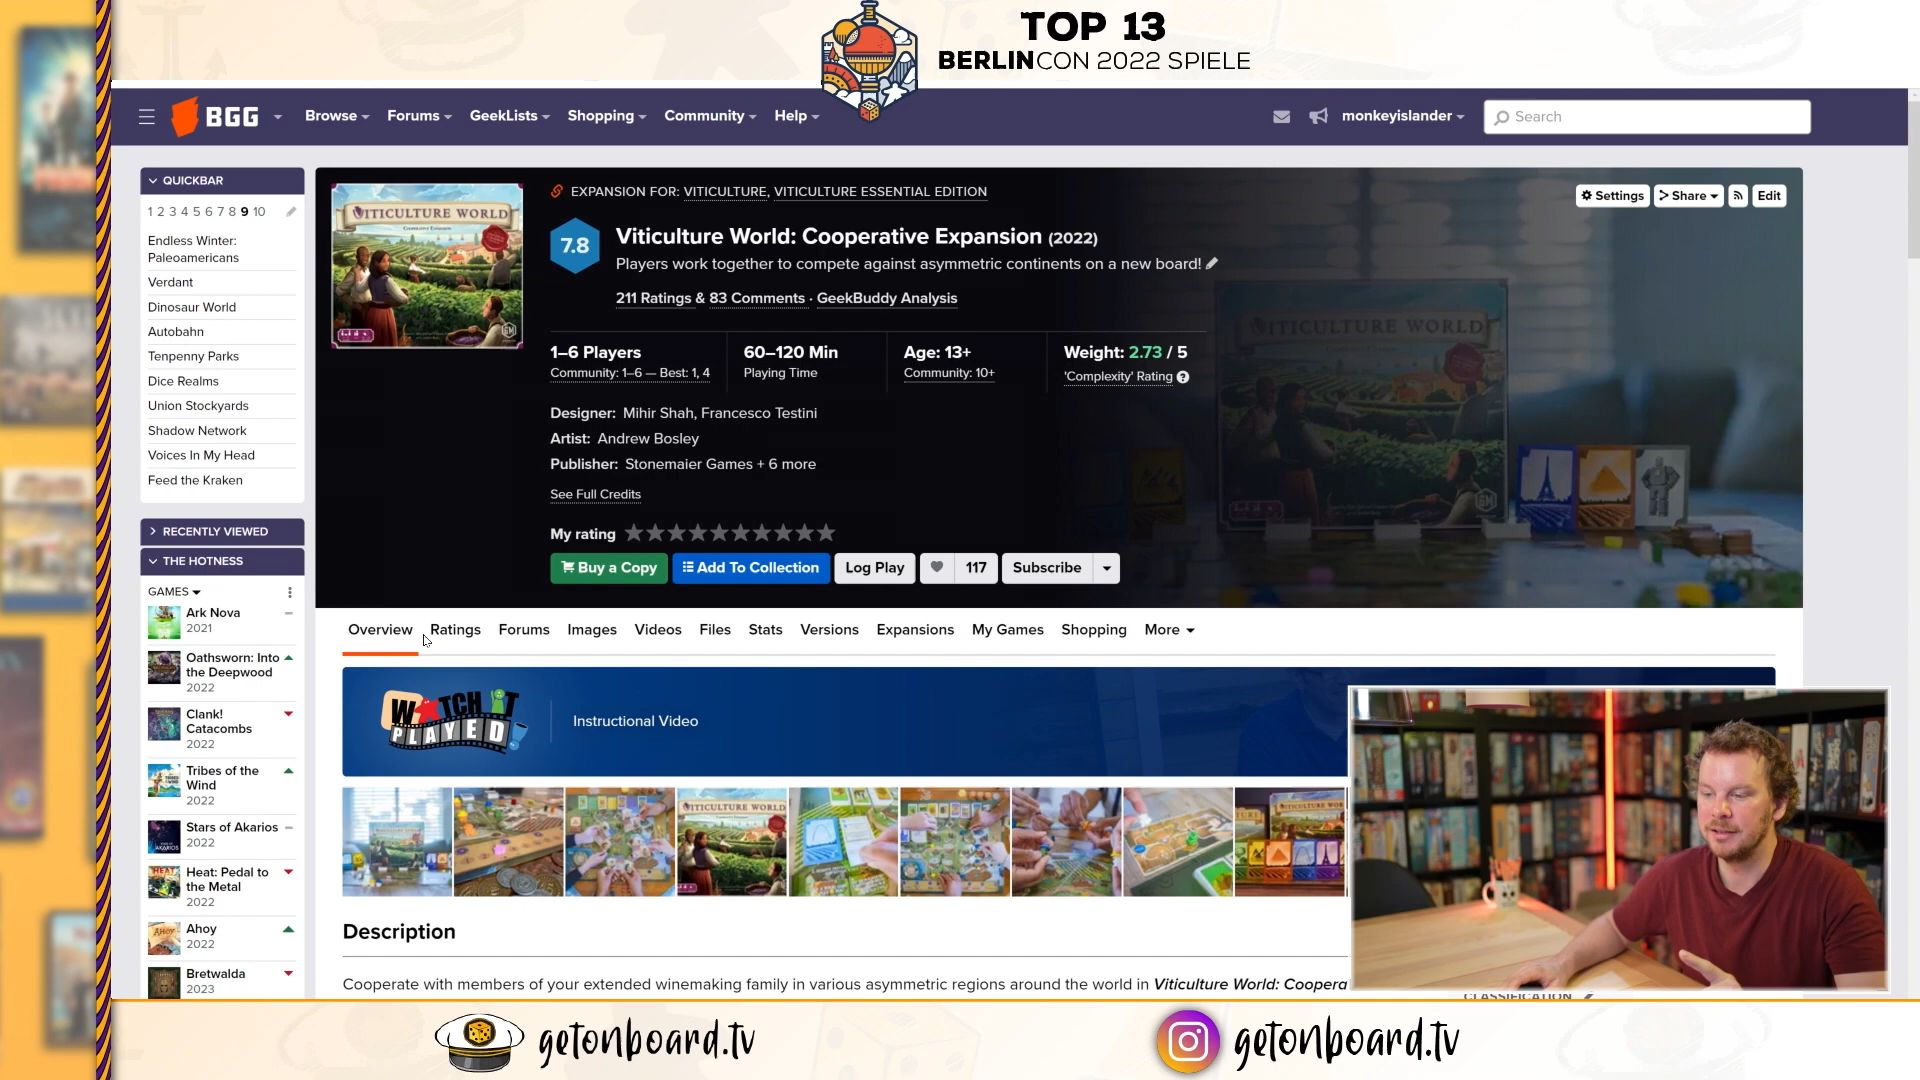 TOP 13
BERLINCON 2022 SPIELE
BGG
Browse
Forums
GeekLists
Shopping
Community
Help
monkeyislander
Search
QUICKBAR
1 2 3 4 5 6 7 8 9 10
Endless Winter:
Paleoamericans
Verdant
Dinosaur World
Autobahn
Tenpenny Parks
Dice Realms
Union Stockyards
Shadow Network
Voices In My Head
Feed the Kraken
RECENTLY VIEWED
THE HOTNESS
GAMES
Ark Nova
2021
Oathsworn: Into
the Deepwood
2022
Clank!
Catacombs
2022
Tribes of the
Wind
2022
Stars of Akarios
2022
Heat: Pedal to
the Metal
2022
Ahoy
2022
Bretwalda
2023
VITICULTURE WORLD
EXPANSION FOR: VITICULTURE, VITICULTURE ESSENTIAL EDITION
Settings
Share
Edit
7.8
Viticulture World: Cooperative Expansion (2022)
Players work together to compete against asymmetric continents on a new board!
211 Ratings & 83 Comments · GeekBuddy Analysis
1–6 Players
Community: 1–6 — Best: 1, 4
60–120 Min
Playing Time
Age: 13+
Community: 10+
Weight: 2.73 / 5
'Complexity' Rating
Designer: Mihir Shah, Francesco Testini
Artist: Andrew Bosley
Publisher: Stonemaier Games + 6 more
See Full Credits
My rating
Buy a Copy
Add To Collection
Log Play
117
Subscribe
VITICULTURE WORLD
Overview
Ratings
Forums
Images
Videos
Files
Stats
Versions
Expansions
My Games
Shopping
More
WATCH IT
PLAYED
Instructional Video
VITICULTURE WORLD
Description
Cooperate with members of your extended winemaking family in various asymmetric regions around the world in Viticulture World: Coopera
CLASSIFICATION
getonboard.tv
getonboard.tv